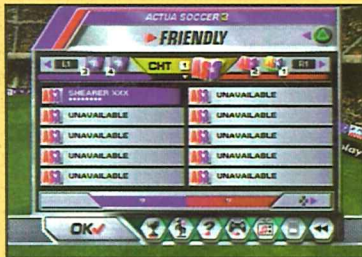 ACTUA SOCCER 3
FRIENDLY
L1 CHT 1 R1
SHEARER XXX UNAVAILABLE
********
UNAVAILABLE UNAVAILABLE
UNAVAILABLE UNAVAILABLE
UNAVAILABLE UNAVAILABLE
UNAVAILABLE UNAVAILABLE
OK